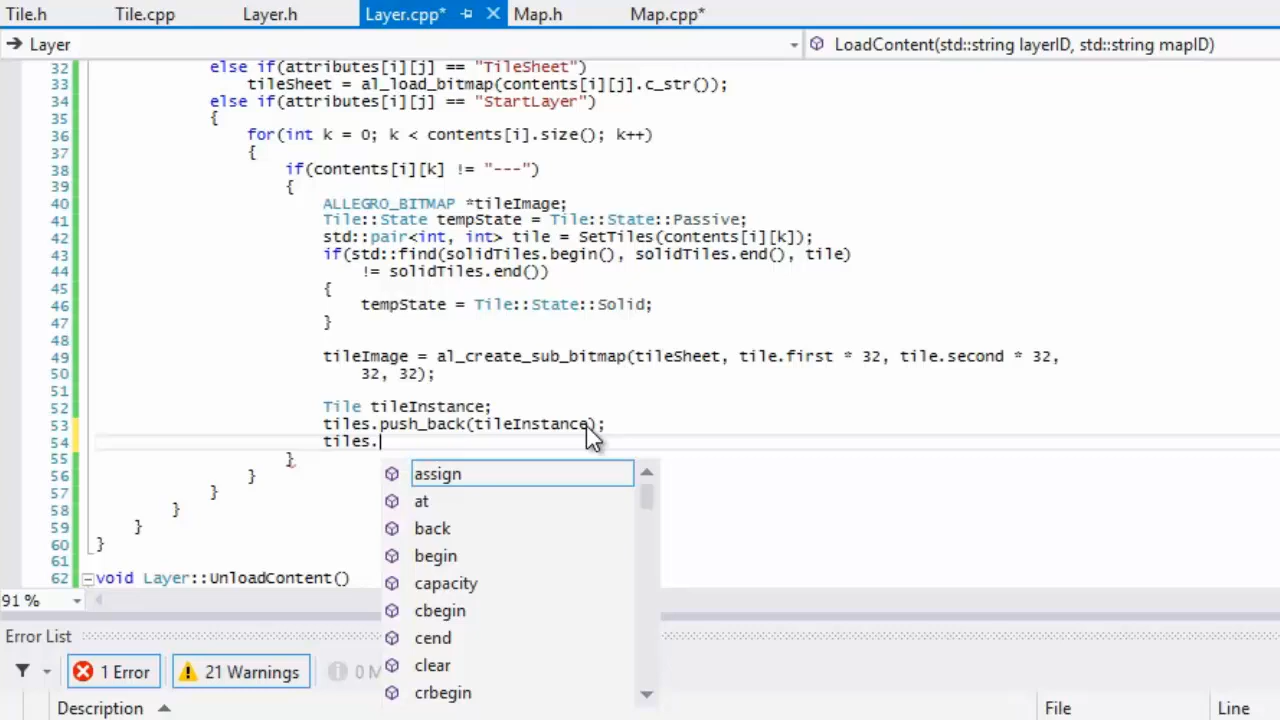 Tile.h Tile.cpp Layer.h Layer.cpp* Map.h Map.cpp*
Layer LoadContent(std::string layerID, std::string mapID)
32 else if(attributes[i][j] == "TileSheet")
33 tileSheet = al_load_bitmap(contents[i][j].c_str());
34 else if(attributes[i][j] == "StartLayer")
35 {
36 for(int k = 0; k < contents[i].size(); k++)
37 {
38 if(contents[i][k] != "---")
39 {
40 ALLEGRO_BITMAP *tileImage;
41 Tile::State tempState = Tile::State::Passive;
42 std::pair<int, int> tile = SetTiles(contents[i][k]);
43 if(std::find(solidTiles.begin(), solidTiles.end(), tile)
44 != solidTiles.end())
45 {
46 tempState = Tile::State::Solid;
47 }
48
49 tileImage = al_create_sub_bitmap(tileSheet, tile.first * 32, tile.second * 32,
50 32, 32);
51
52 Tile tileInstance;
53 tiles.push_back(tileInstance);
54 tiles.
55 }
56 }
57 }
58 }
59 }
60 }
61
62 void Layer::UnloadContent()
assign
at
back
begin
capacity
cbegin
cend
clear
crbegin
91 %
Error List
1 Error 21 Warnings 0 M
Description File Line